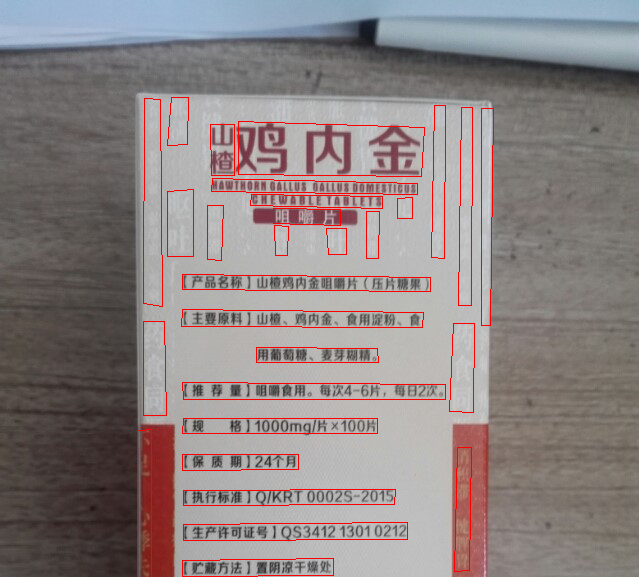 山楂 鸡内金
HAWTHORN GALLUS GALLUS DOMESTICUS
CHEWABLE TABLETS
咀嚼片
【产品名称】山楂鸡内金咀嚼片（压片糖果）
【主要原料】山楂、鸡内金、食用淀粉、食
用葡萄糖、麦芽糊精。
【推荐量】咀嚼食用。每次4-6片，每日2次。
【规格】1000mg/片×100片
【保质期】24个月
【执行标准】Q/KRT 0002S-2015
【生产许可证号】QS3412 1301 0212
【贮藏方法】置阴凉干燥处